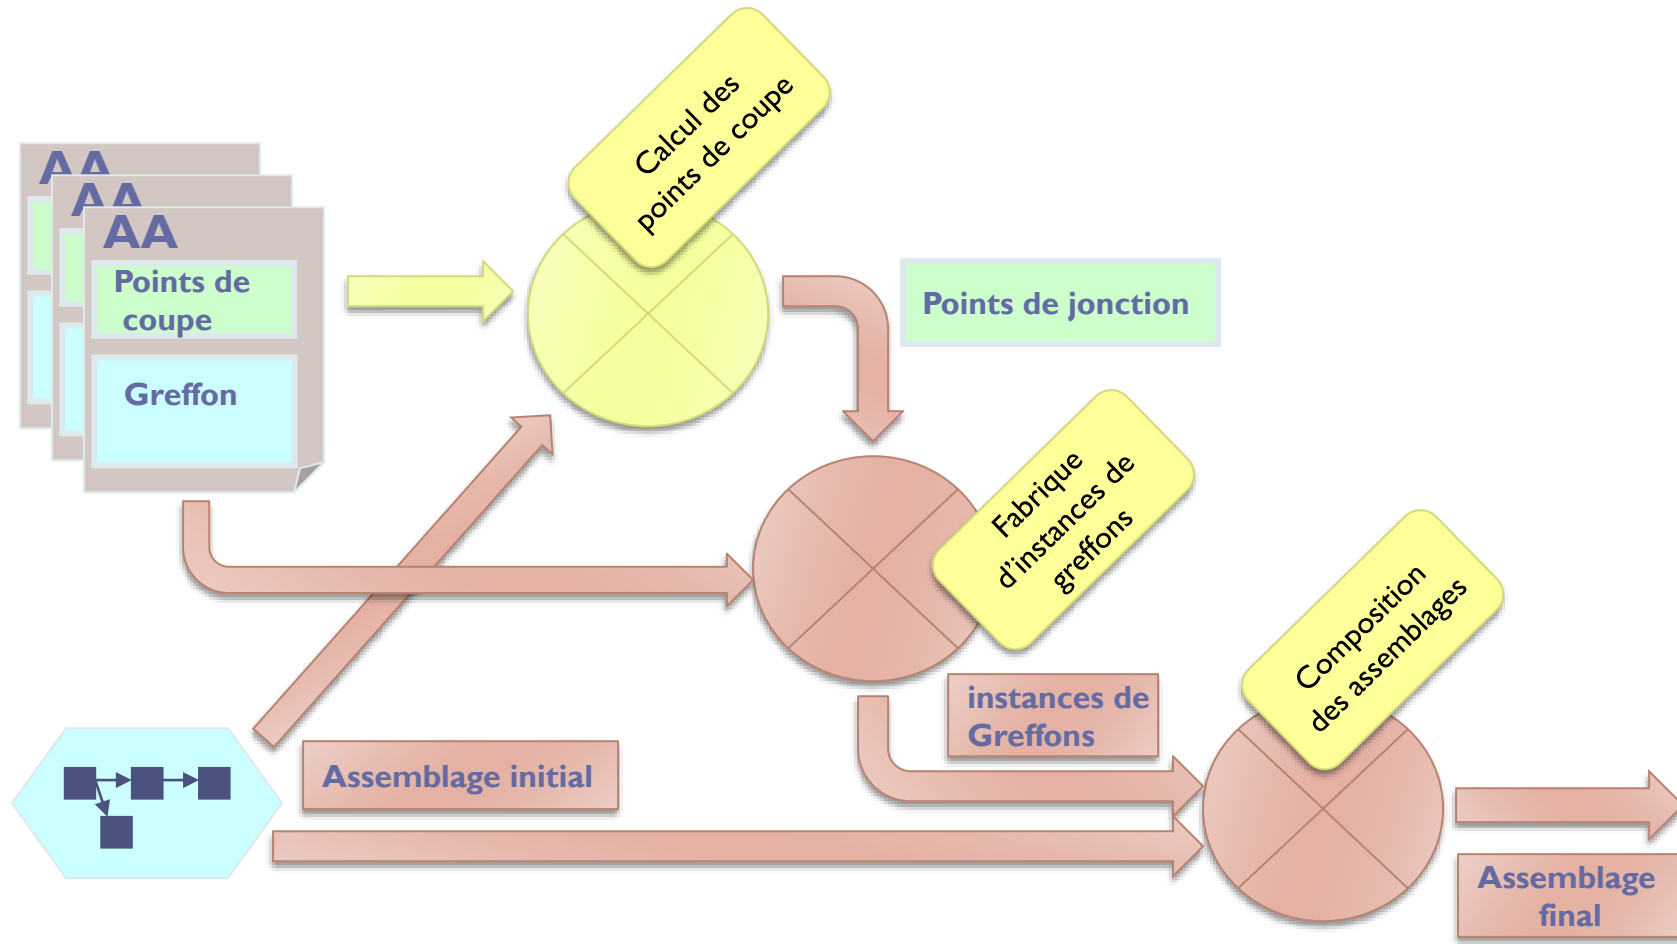 Calcul des
points de coupe
AA
AA
AA
Points de
coupe
Greffon
Points de jonction
Fabrique
d'instances de
greffons
Composition
des assemblages
instances de
Greffons
Assemblage initial
Assemblage
final